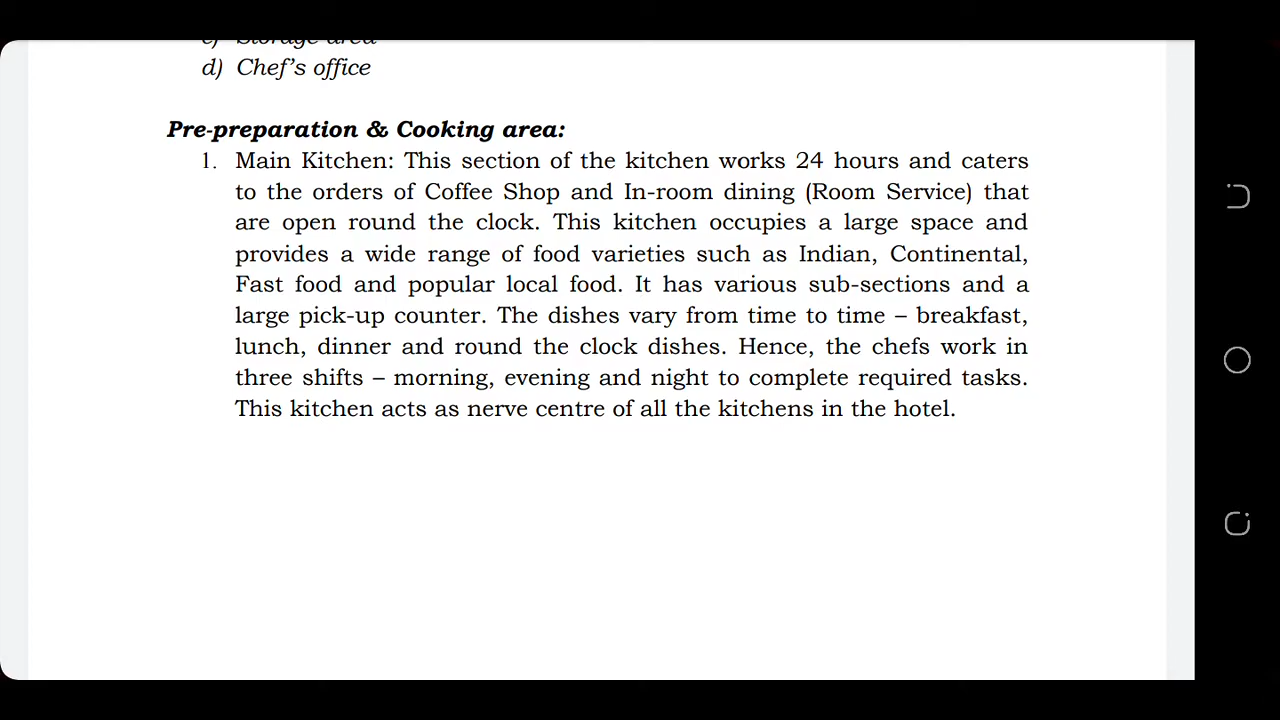 c) Storage area
d) Chef's office
Pre-preparation & Cooking area:
1. Main Kitchen: This section of the kitchen works 24 hours and caters
to the orders of Coffee Shop and In-room dining (Room Service) that
are open round the clock. This kitchen occupies a large space and
provides a wide range of food varieties such as Indian, Continental,
Fast food and popular local food. It has various sub-sections and a
large pick-up counter. The dishes vary from time to time – breakfast,
lunch, dinner and round the clock dishes. Hence, the chefs work in
three shifts – morning, evening and night to complete required tasks.
This kitchen acts as nerve centre of all the kitchens in the hotel.